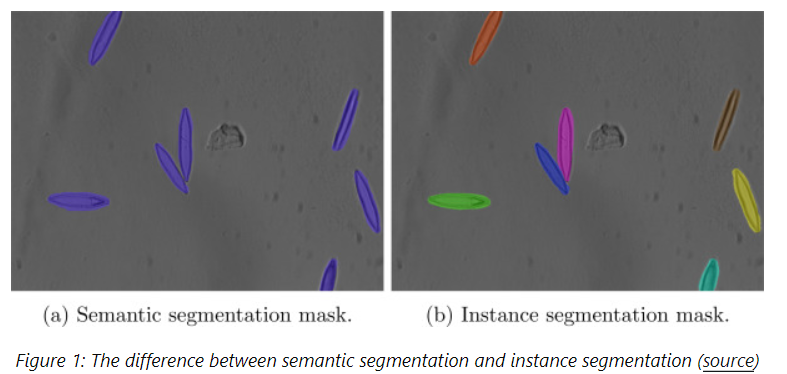 (a) Semantic segmentation mask.
(b) Instance segmentation mask.
Figure 1: The difference between semantic segmentation and instance segmentation (source)